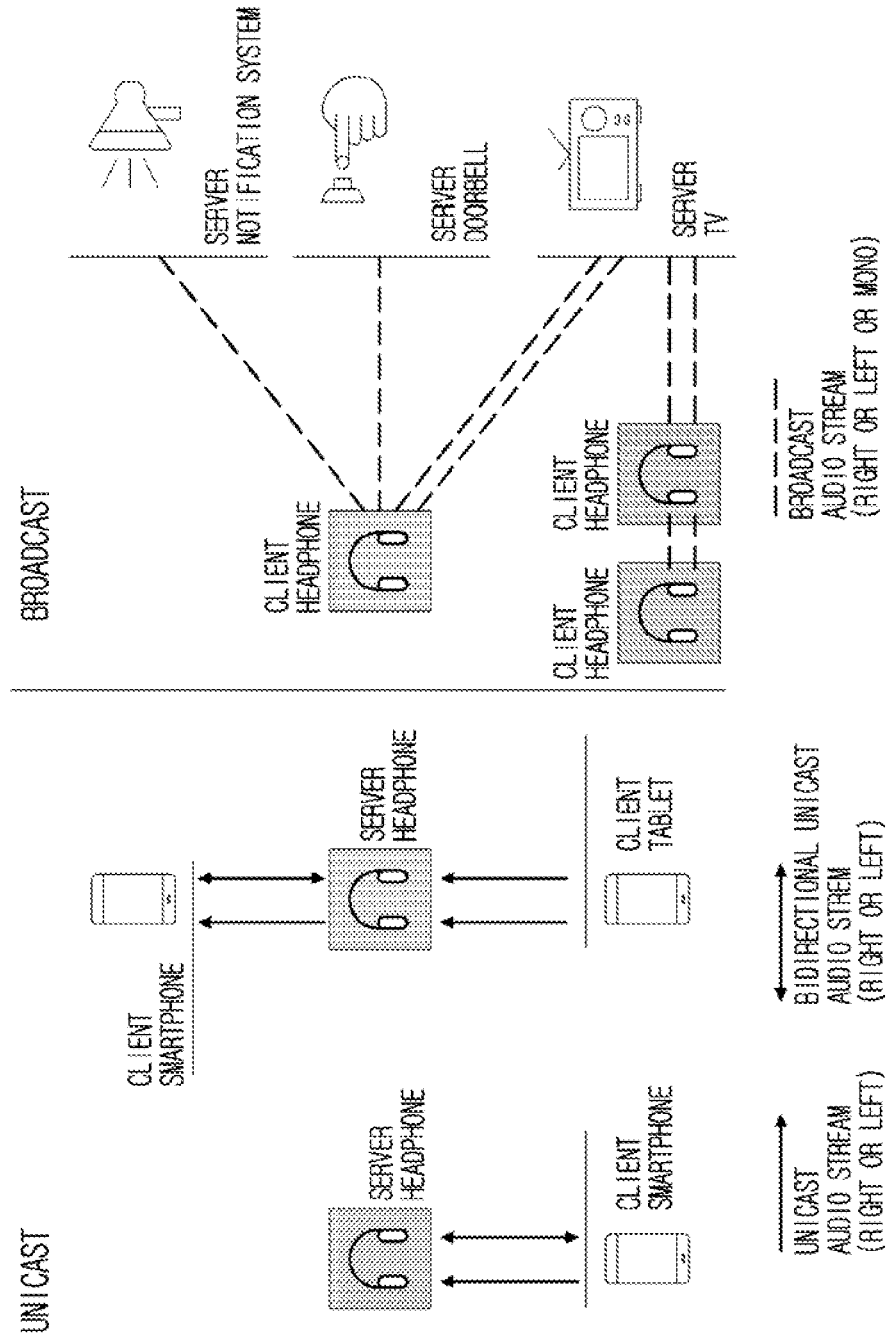 UNICAST
SERVER
HEADPHONE
CLIENT
SMARTPHONE
CLIENT
SMARTPHONE
SERVER
HEADPHONE
CLIENT
TABLET
UNICAST
AUDIO STREAM
(RIGHT OR LEFT)
BIDIRECTIONAL UNICAST
AUDIO STREM
(RIGHT OR LEFT)
BROADCAST
CLIENT
HEADPHONE
CLIENT
HEADPHONE
CLIENT
HEADPHONE
SERVER
NOTIFICATION SYSTEM
SERVER
DOORBELL
SERVER
TV
BROADCAST
AUDIO STREAM
(RIGHT OR LEFT OR MONO)